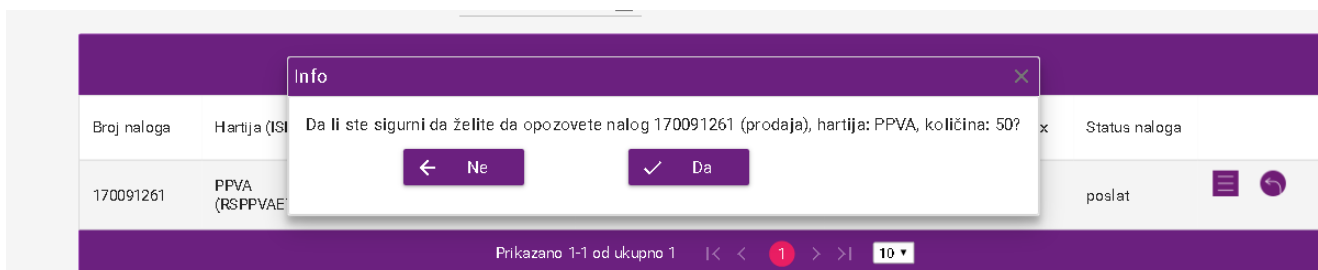 Info
Da li ste sigurni da želite da opozovete nalog 170091261 (prodaja), hartija: PPVA, količina: 50?
Ne Da
Broj naloga Hartija (ISI x Status naloga
170091261 PPVA poslat
(RSPPVAE
Prikazano 1-1 od ukupno 1 |< < 1 > >| 10